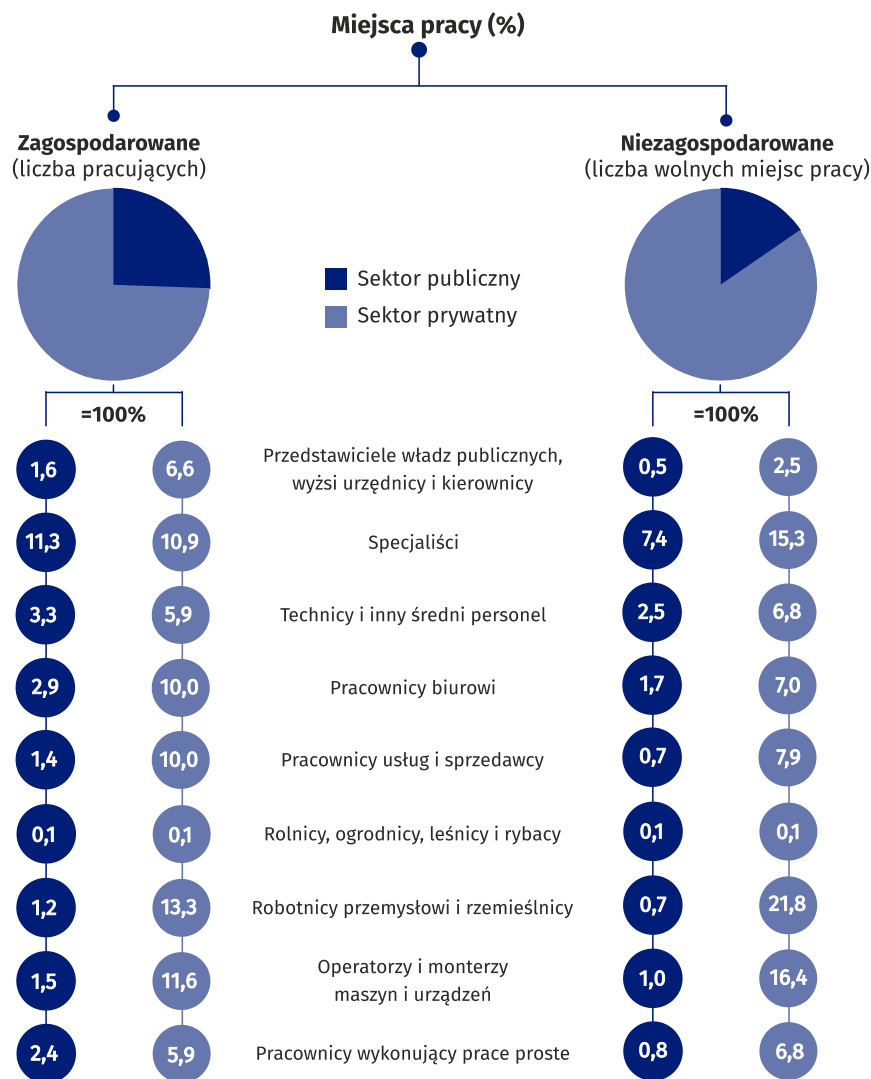 Miejsca pracy (%)
Zagospodarowane
(liczba pracujących)
Niezagospodarowane
(liczba wolnych miejsc pracy)
Sektor publiczny
Sektor prywatny
=100%
=100%
1,6 6,6 Przedstawiciele władz publicznych, 0,5 2,5
wyżsi urzędnicy i kierownicy
11,3 10,9 Specjaliści 7,4 15,3
3,3 5,9 Technicy i inny średni personel 2,5 6,8
2,9 10,0 Pracownicy biurowi 1,7 7,0
1,4 10,0 Pracownicy usług i sprzedawcy 0,7 7,9
0,1 0,1 Rolnicy, ogrodnicy, leśnicy i rybacy 0,1 0,1
1,2 13,3 Robotnicy przemysłowi i rzemieślnicy 0,7 21,8
1,5 11,6 Operatorzy i monterzy 1,0 16,4
maszyn i urządzeń
2,4 5,9 Pracownicy wykonujący prace proste 0,8 6,8